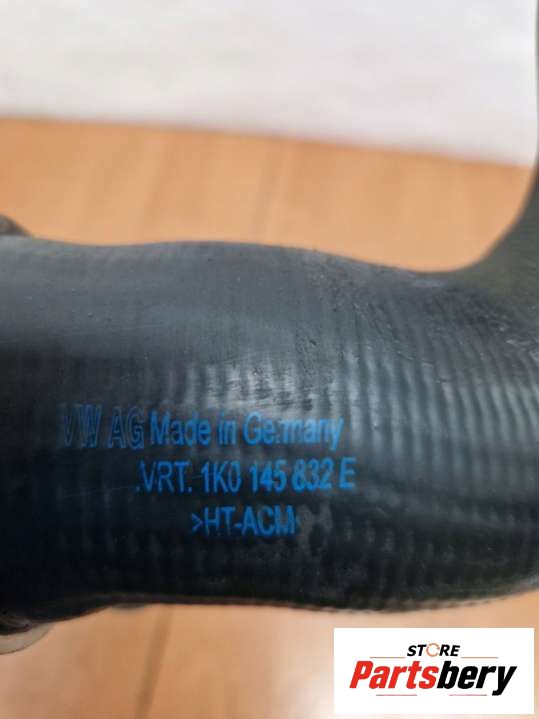 VW AG Made in Germany
.VRT. 1K0 145 832 E
>HT-ACM
STORE
Partsbery